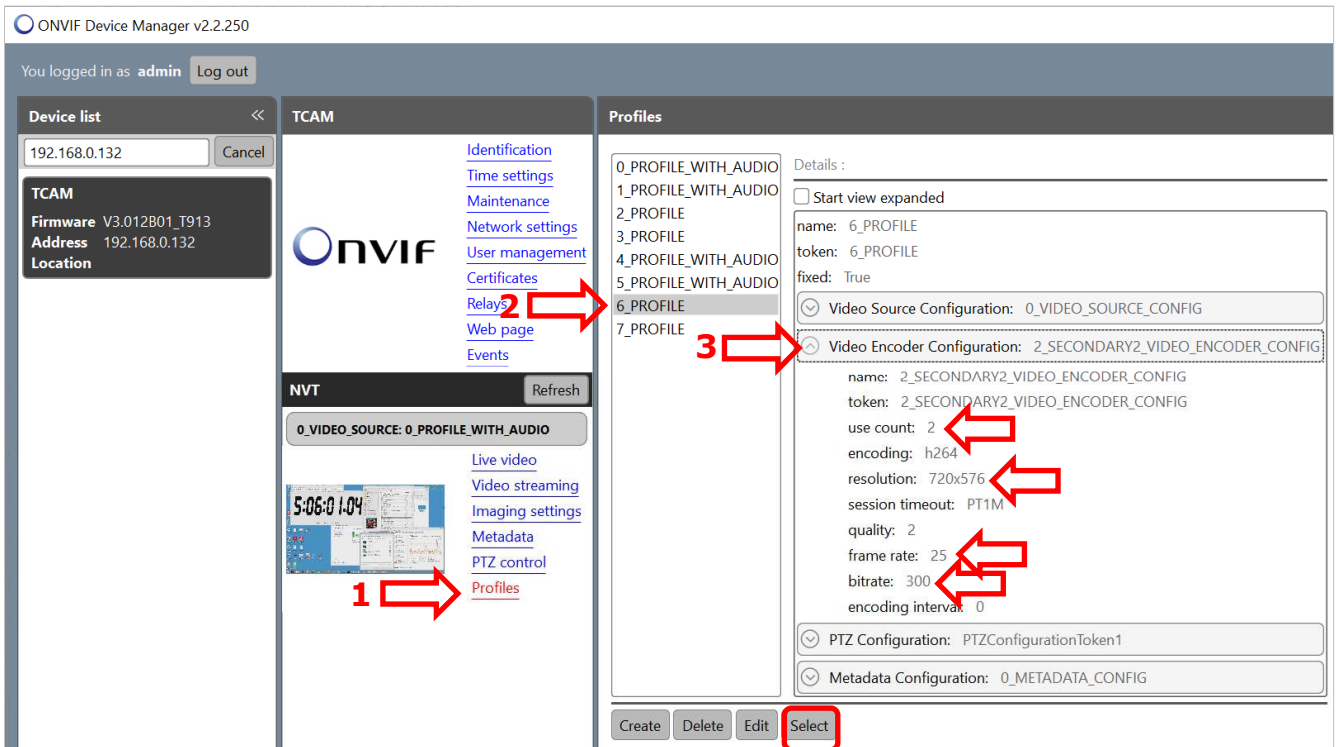 ONVIF Device Manager v2.2.250
You logged in as admin Log out
Device list «
192.168.0.132 Cancel
TCAM
Firmware V3.012B01_T913
Address 192.168.0.132
Location
TCAM
ONVIF
Identification
Time settings
Maintenance
Network settings
User management
Certificates
Relays
Web page
Events
NVT Refresh
0_VIDEO_SOURCE: 0_PROFILE_WITH_AUDIO
5:06:01.04
Live video
Video streaming
Imaging settings
Metadata
PTZ control
1
Profiles
Profiles
0_PROFILE_WITH_AUDIO
1_PROFILE_WITH_AUDIO
2_PROFILE
3_PROFILE
4_PROFILE_WITH_AUDIO
5_PROFILE_WITH_AUDIO
2
6_PROFILE
7_PROFILE
Details :
Start view expanded
name: 6_PROFILE
token: 6_PROFILE
fixed: True
Video Source Configuration: 0_VIDEO_SOURCE_CONFIG
3
Video Encoder Configuration: 2_SECONDARY2_VIDEO_ENCODER_CONFIG
name: 2_SECONDARY2_VIDEO_ENCODER_CONFIG
token: 2_SECONDARY2_VIDEO_ENCODER_CONFIG
use count: 2
encoding: h264
resolution: 720x576
session timeout: PT1M
quality: 2
frame rate: 25
bitrate: 300
encoding interval: 0
PTZ Configuration: PTZConfigurationToken1
Metadata Configuration: 0_METADATA_CONFIG
Create Delete Edit Select